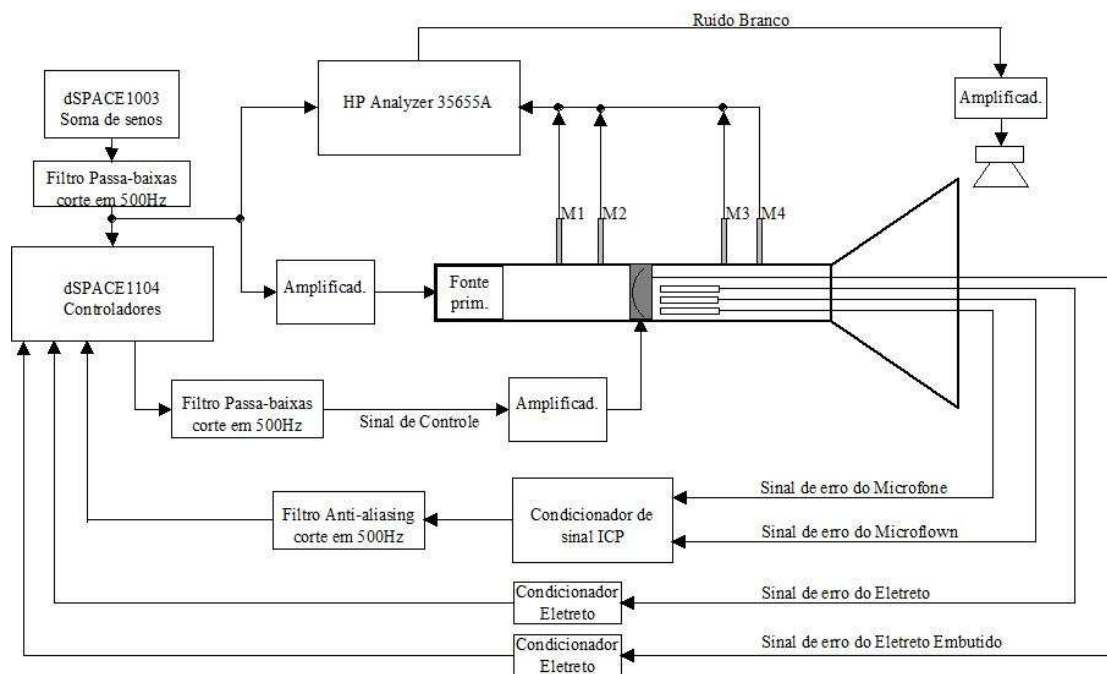 Ruído Branco
dSPACE1003
Soma de senos
HP Analyzer 35655A
Amplificad.
Filtro Passa-baixas
corte em 500Hz
M1
M2
M3
M4
dSPACE1104
Controladores
Amplificad.
Fonte
prim.
Filtro Passa-baixas
corte em 500Hz
Sinal de Controle
Amplificad.
Filtro Anti-aliasing
corte em 500Hz
Condicionador de
sinal ICP
Sinal de erro do Microfone
Sinal de erro do Microflown
Condicionador
Eletreto
Sinal de erro do Eletreto
Condicionador
Eletreto
Sinal de erro do Eletreto Embutido